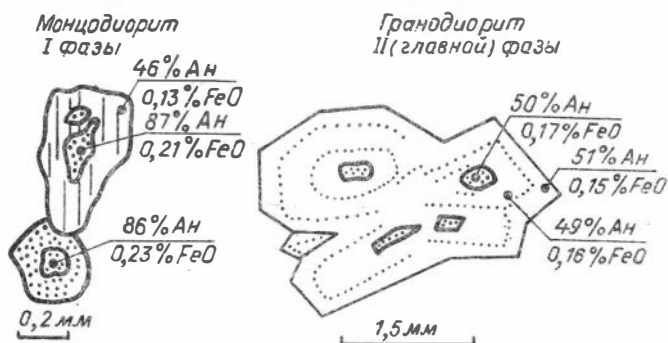 Монцодиорит
I фазы
46% Ан
0,13% FeO
87% Ан
0,21% FeO
86% Ан
0,23% FeO
0,2 мм
Гранодиорит
II (главной) фазы
50% Ан
0,17% FeO
51% Ан
0,15% FeO
49% Ан
0,16% FeO
1,5 мм